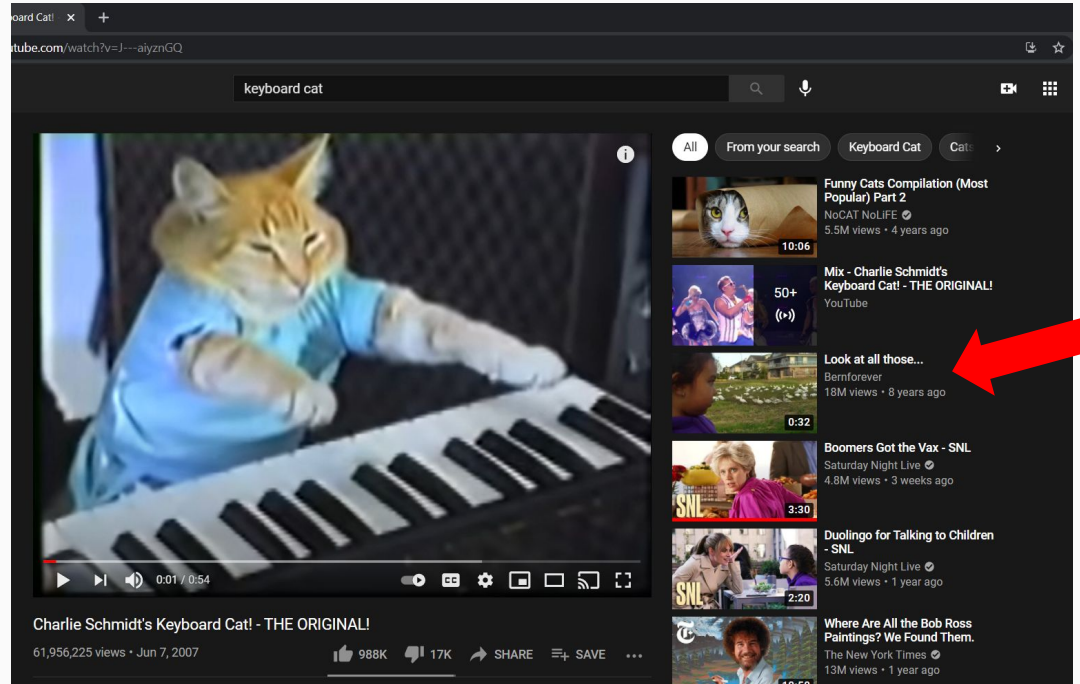 oard Cat!
utube.com/watch?v=J---aiyznGQ
keyboard cat
All
From your search
Keyboard Cat
Cats
0:01 / 0:54
CC
Charlie Schmidt's Keyboard Cat! - THE ORIGINAL!
61,956,225 views • Jun 7, 2007
988K
17K
SHARE
SAVE
10:06
Funny Cats Compilation (Most
Popular) Part 2
NoCAT NoLiFE
5.5M views • 4 years ago
50+
Mix - Charlie Schmidt's
Keyboard Cat! - THE ORIGINAL!
YouTube
0:32
Look at all those...
Bernforever
18M views • 8 years ago
SNL
3:30
Boomers Got the Vax - SNL
Saturday Night Live
4.8M views • 3 weeks ago
SNL
2:20
Duolingo for Talking to Children
- SNL
Saturday Night Live
5.6M views • 1 year ago
T
Where Are All the Bob Ross
Paintings? We Found Them.
The New York Times
13M views • 1 year ago